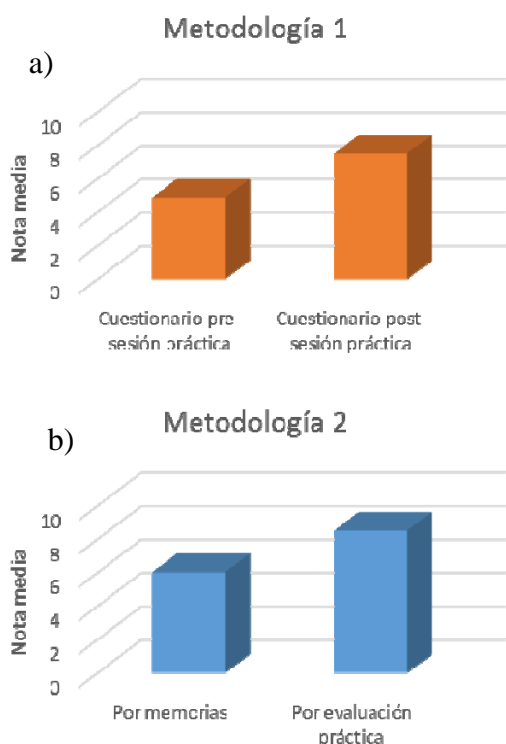 Metodología 1
a)
10
8
6
4
2
0
Nota media
Cuestionario pre
sesión práctica
Cuestionario post
sesión práctica
Metodología 2
b)
10
8
6
4
2
0
Nota media
Por memorias
Por evaluación
práctica